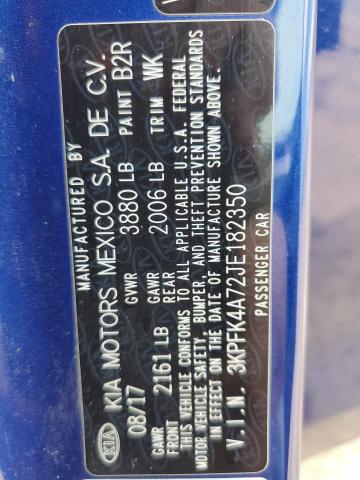 MANUFACTURED BY
KIA KIA MOTORS MEXICO S.A. DE C.V.
08/17 GVWR 3880 LB PAINT B2R
GAWR FRONT 2161 LB GAWR REAR 2006 LB TRIM WK
THIS VEHICLE CONFORMS TO ALL APPLICABLE U.S.A. FEDERAL
MOTOR VEHICLE SAFETY, BUMPER, AND THEFT PREVENTION STANDARDS
IN EFFECT ON THE DATE OF MANUFACTURE SHOWN ABOVE.
V.I.N. 3KPFK4A72JE182350
PASSENGER CAR